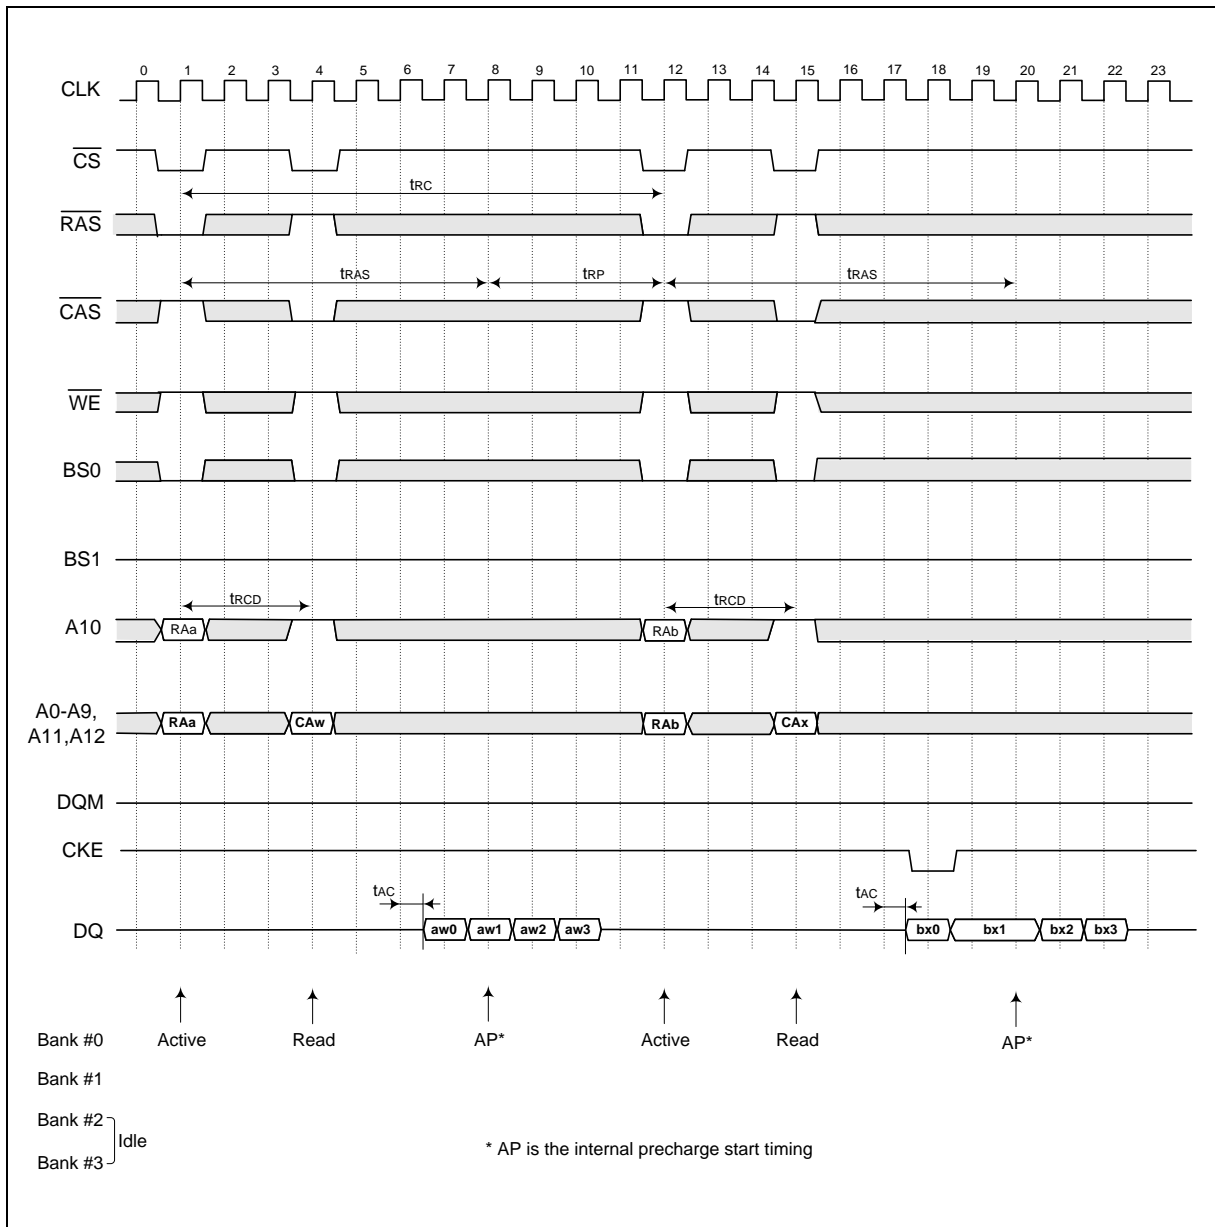 0 1 2 3 4 5 6 7 8 9 10 11 12 13 14 15 16 17 18 19 20 21 22 23
CLK
CS
tRC
RAS
tRAS tRP tRAS
CAS
WE
BS0
BS1
tRCD tRCD
A10 RAa RAb
A0-A9,
A11,A12 RAa CAw RAb CAx
DQM
CKE
tAC tAC
DQ aw0 aw1 aw2 aw3 bx0 bx1 bx2 bx3
Bank #0 Active Read AP* Active Read AP*
Bank #1
Bank #2
Idle
Bank #3
* AP is the internal precharge start timing